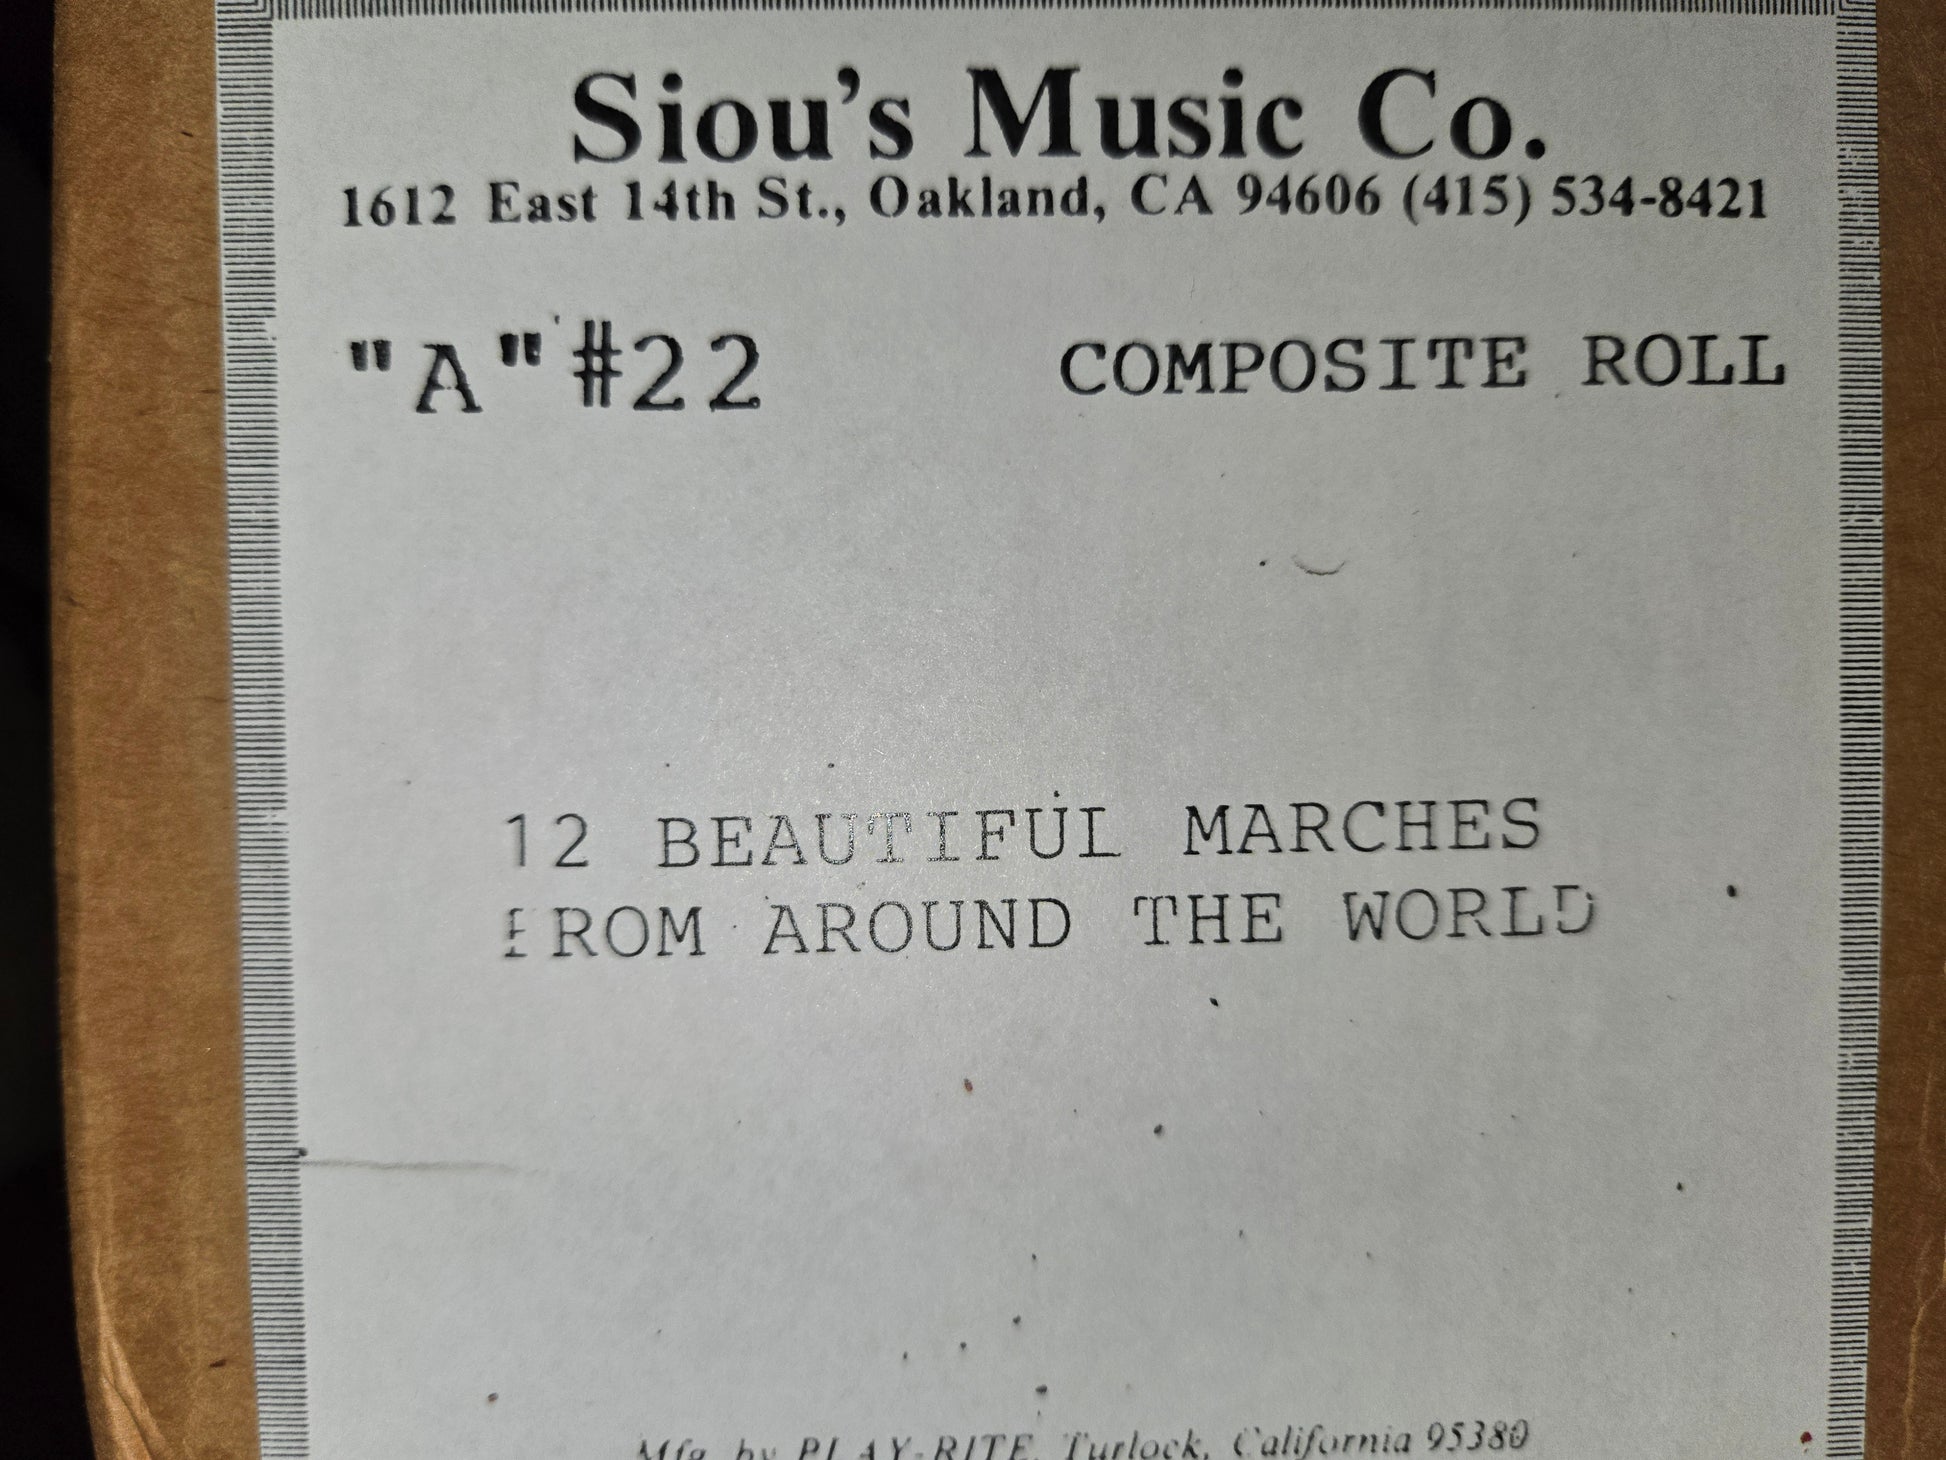 Siou's Music Co.
1612 East 14th St., Oakland, CA 94606 (415) 534-8421
"A" #22 COMPOSITE ROLL
12 BEAUTIFUL MARCHES
FROM AROUND THE WORLD
Mfg. by PLAY-RITE, Turlock, California 95380